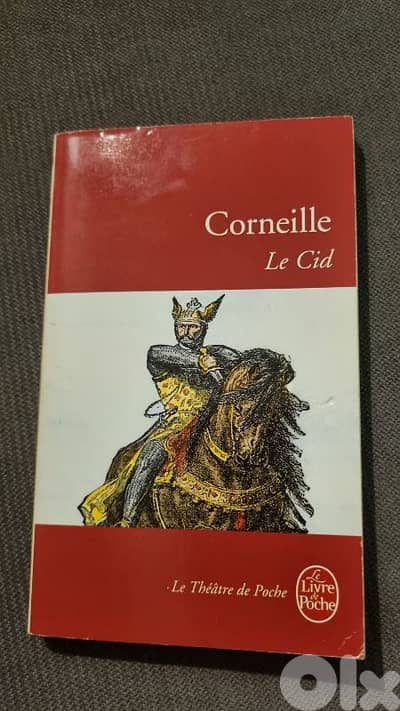 Corneille
Le Cid
· Le Théâtre de Poche
Le
Livre
de
Poche
OLX